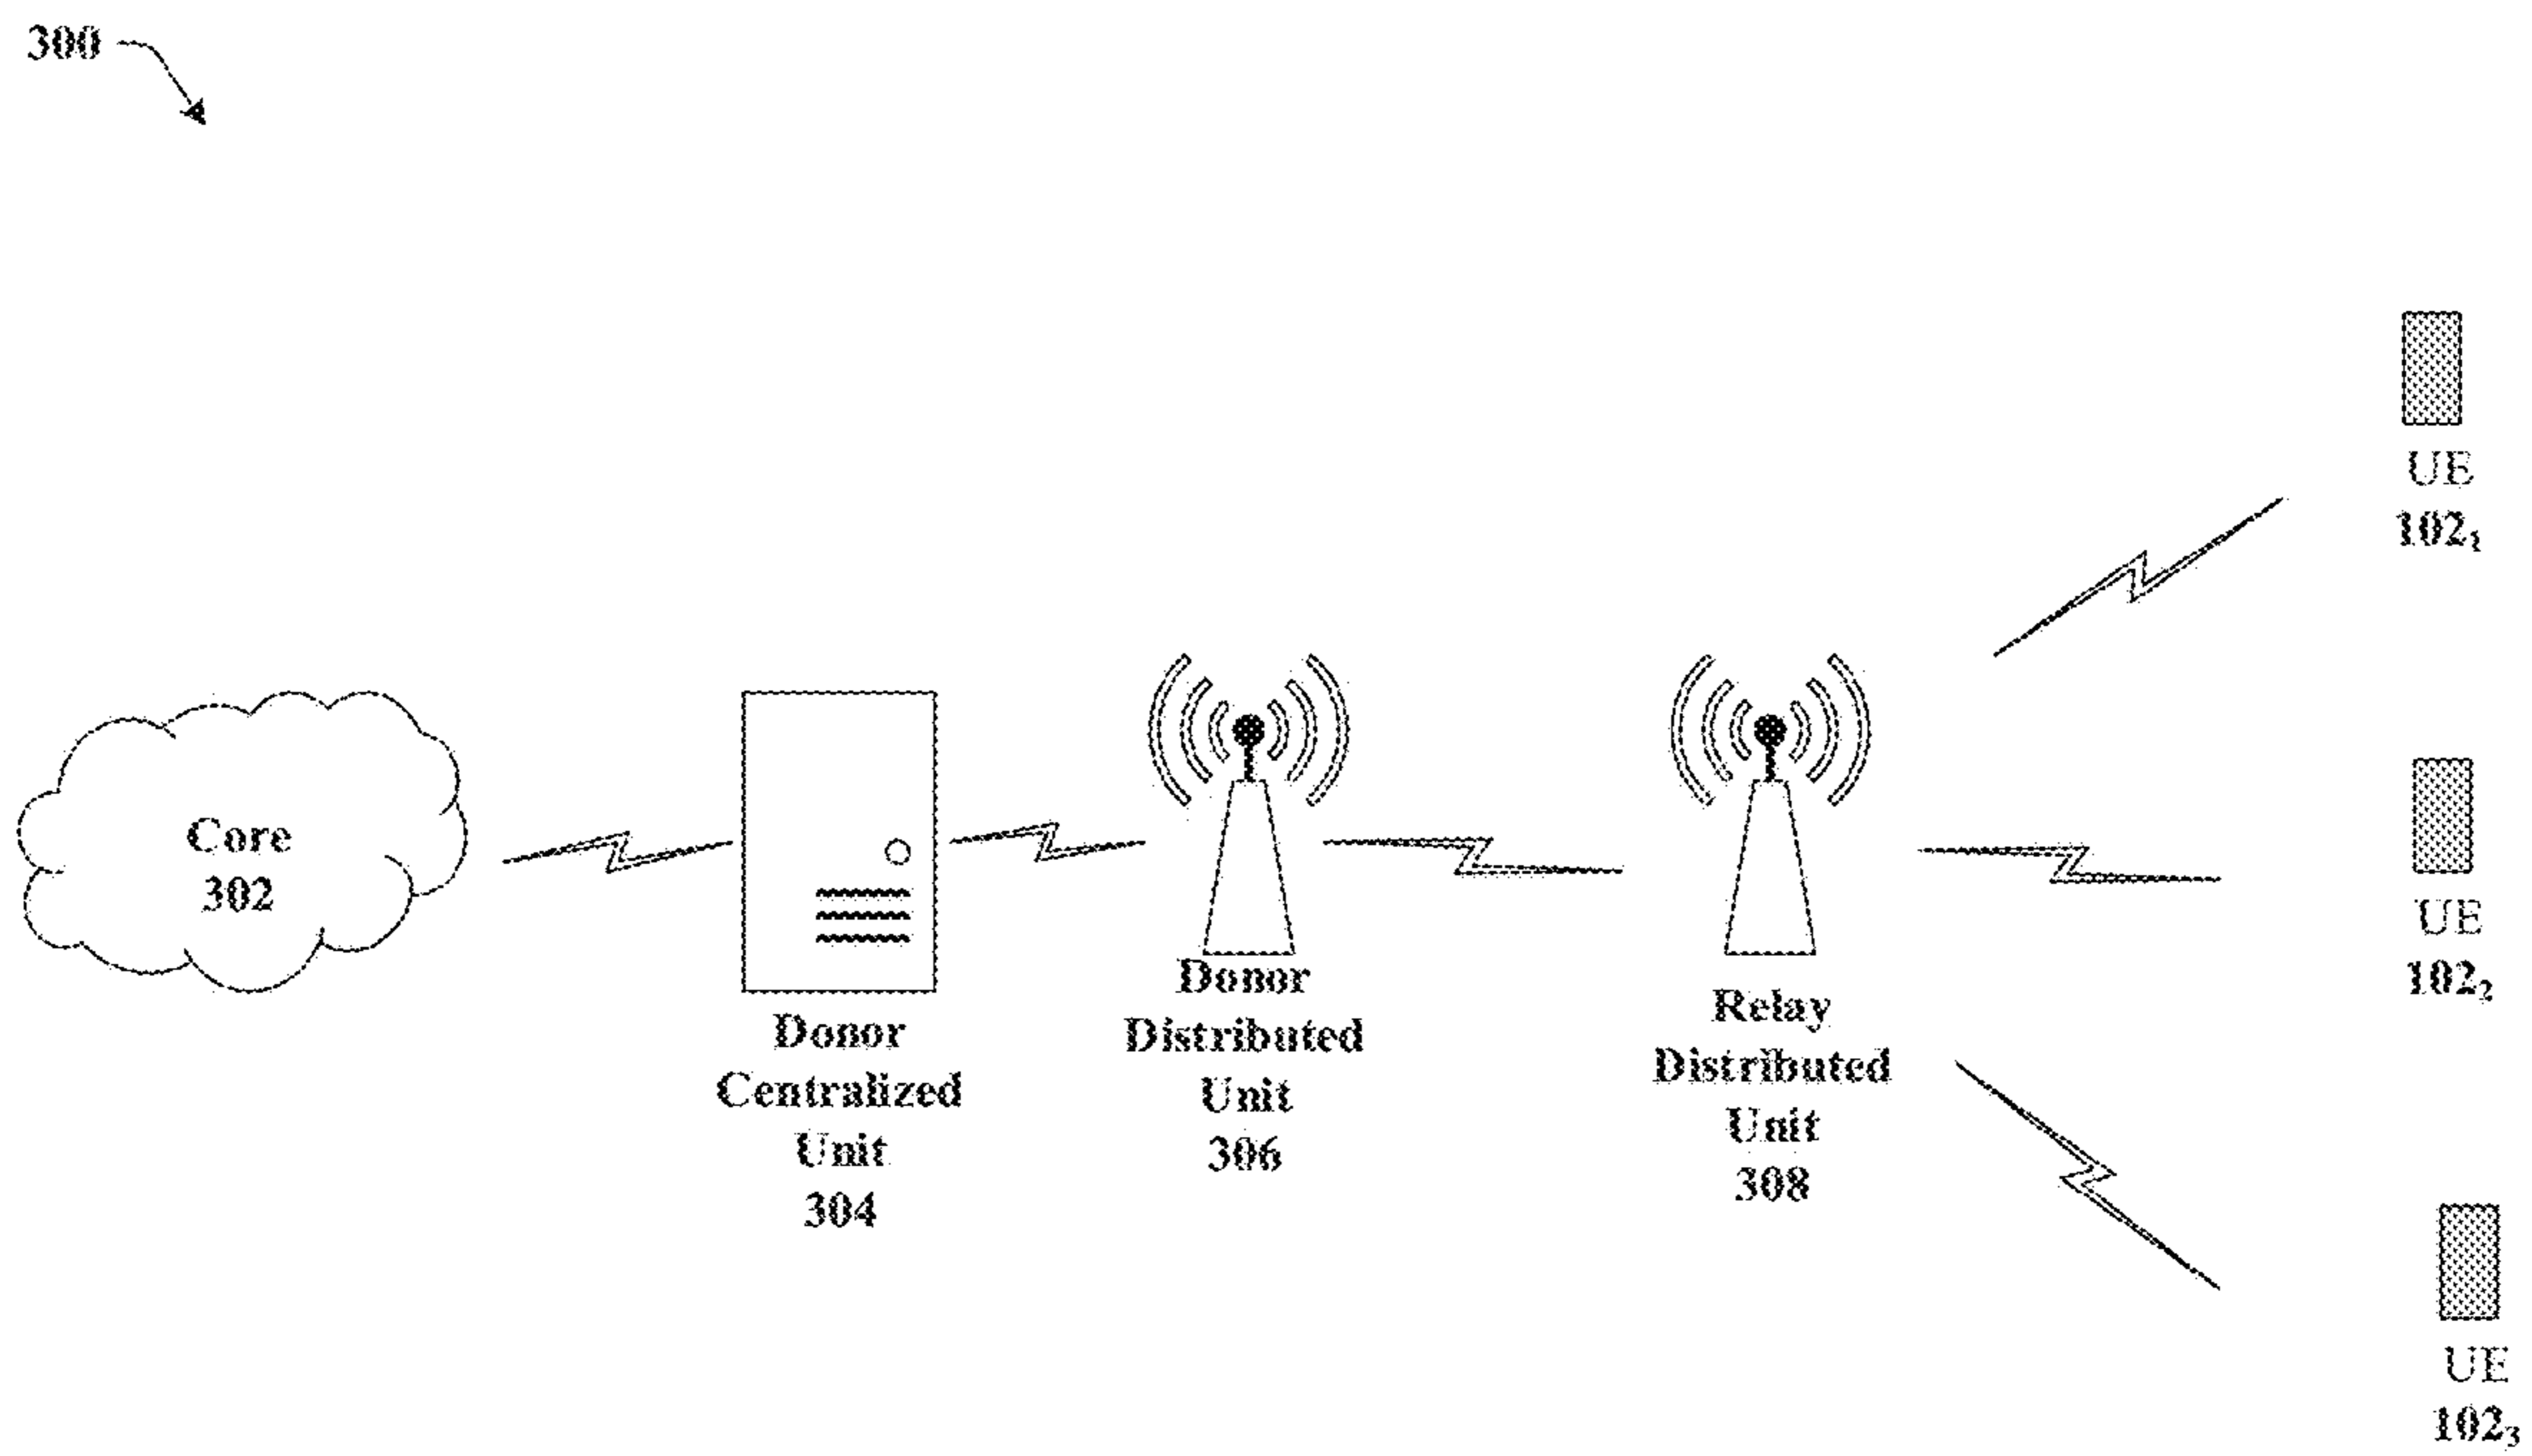 300
Core
302
Donor
Centralized
Unit
304
Donor
Distributed
Unit
306
Relay
Distributed
Unit
308
UE
102₁
UE
102₂
UE
102₃